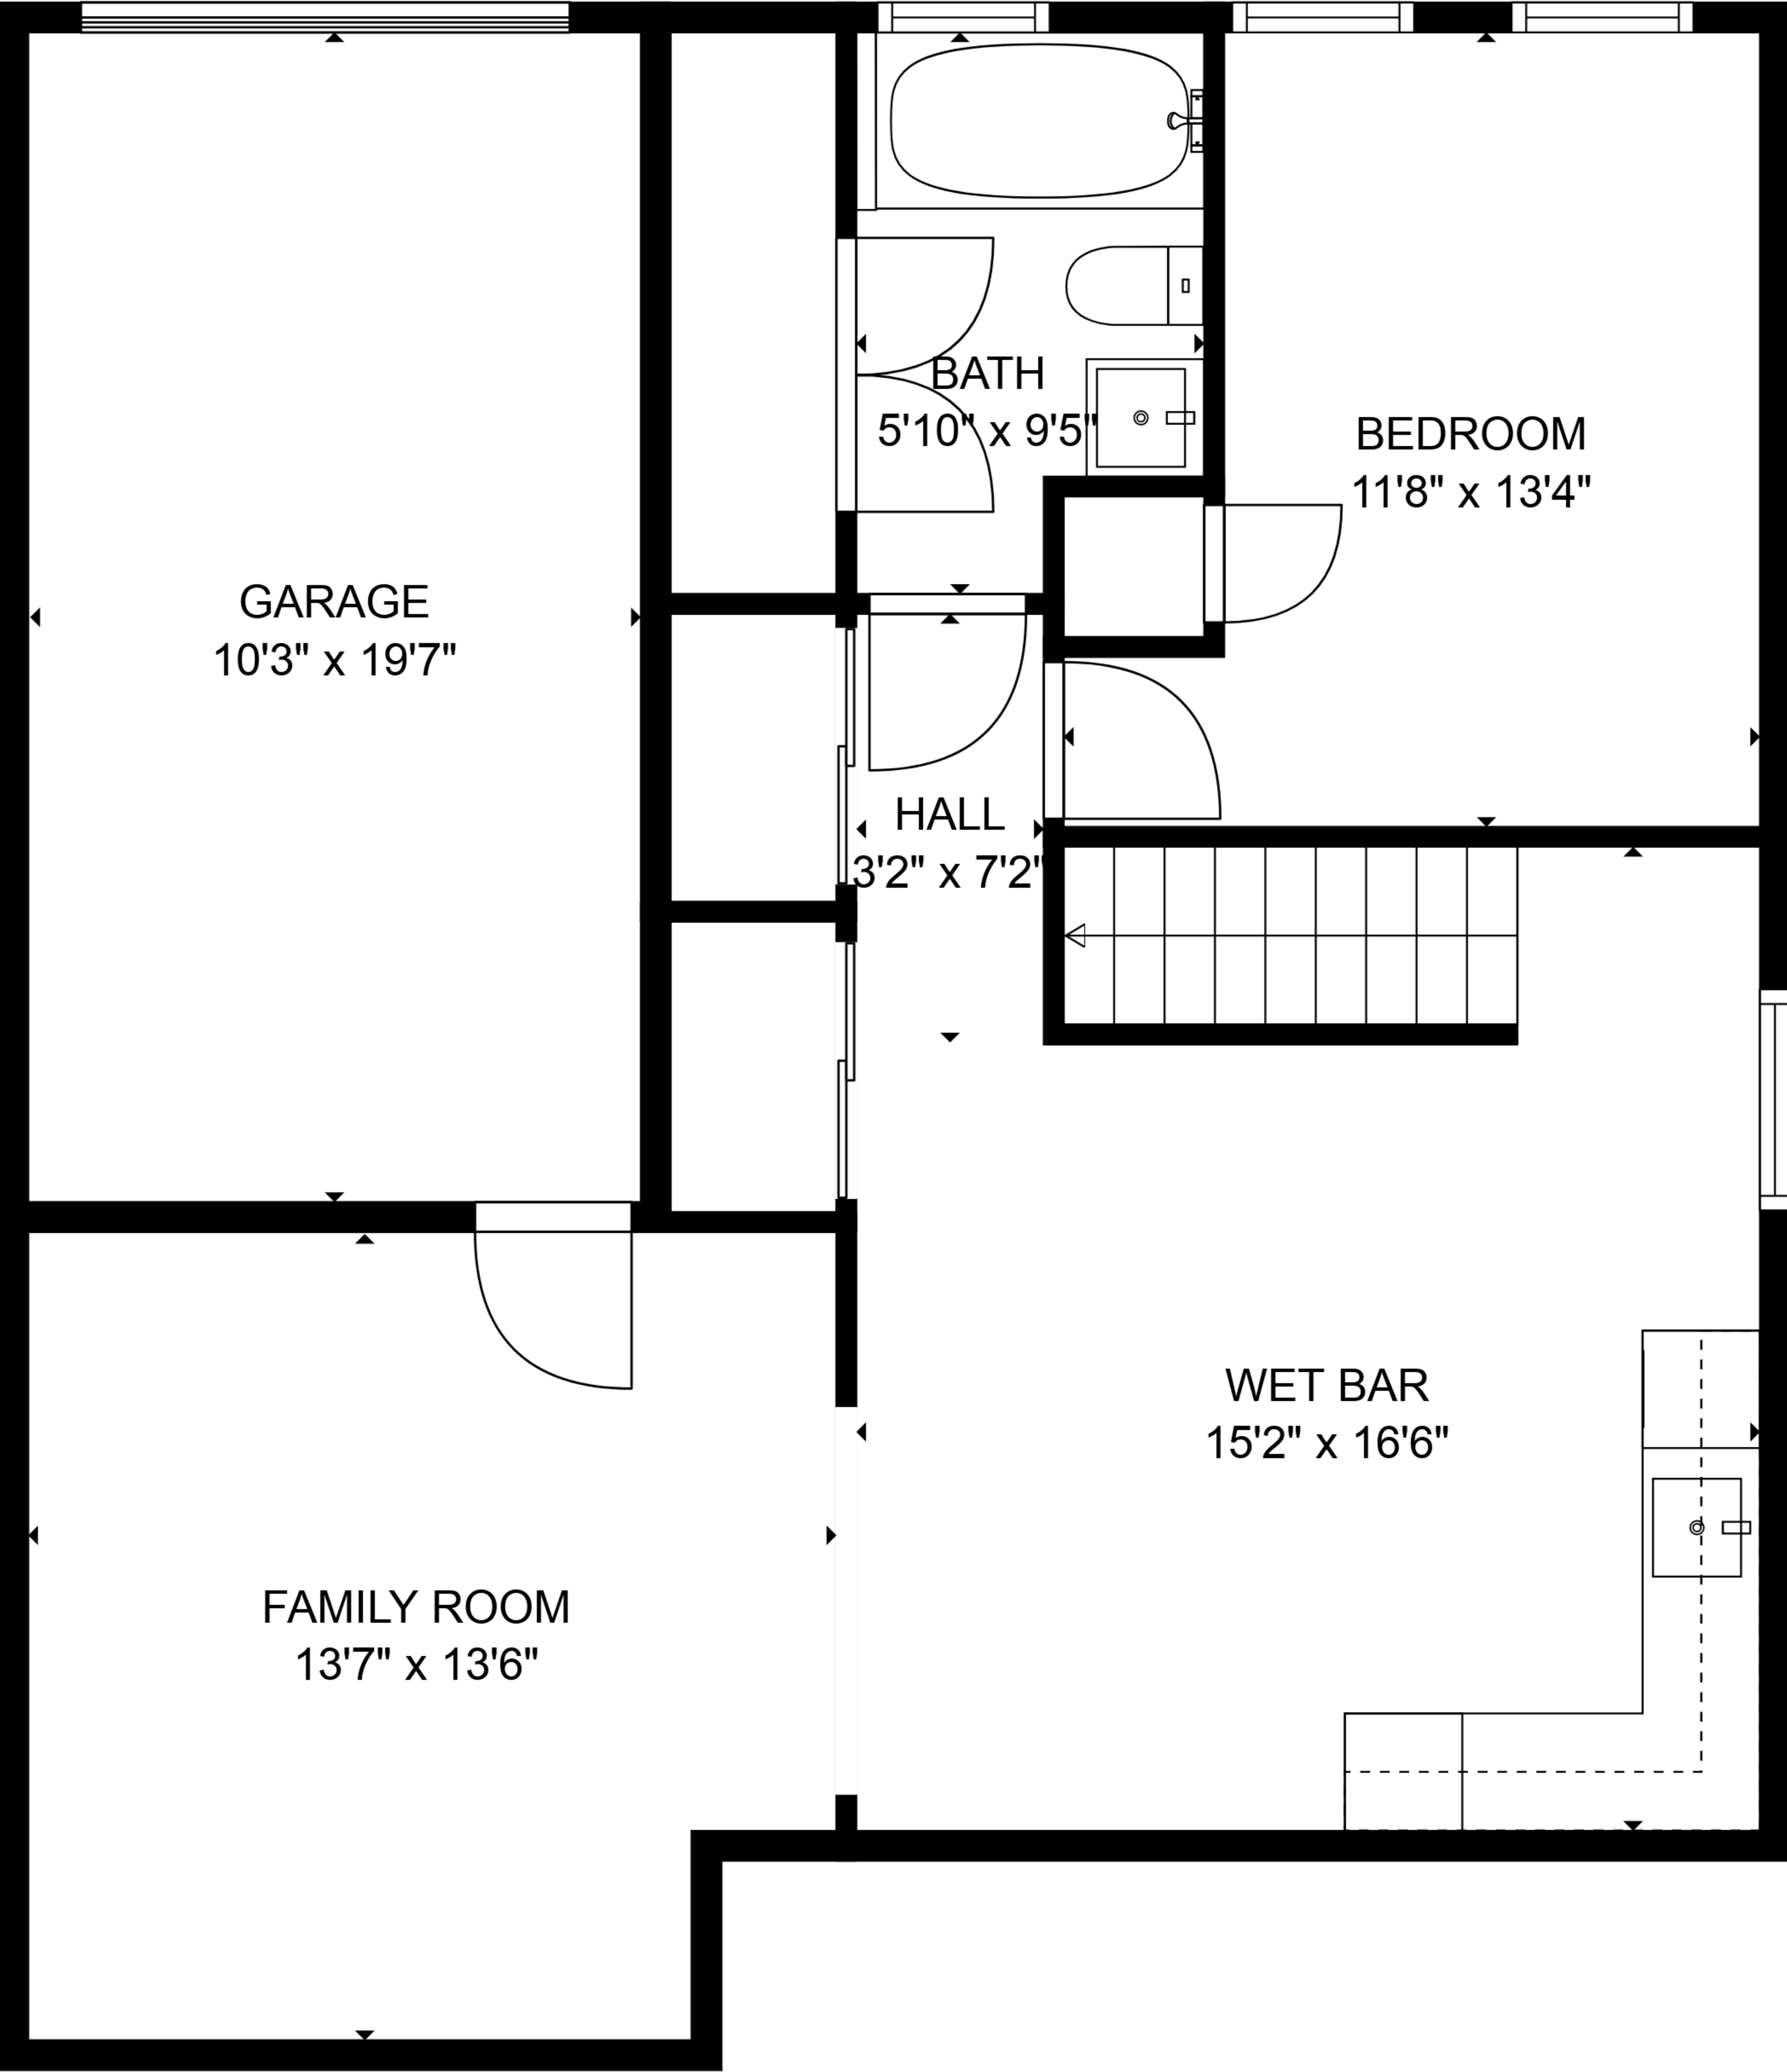 BATH
5'10" x 9'5"
BEDROOM
11'8" x 13'4"
GARAGE
10'3" x 19'7"
HALL
3'2" x 7'2"
WET BAR
15'2" x 16'6"
FAMILY ROOM
13'7" x 13'6"